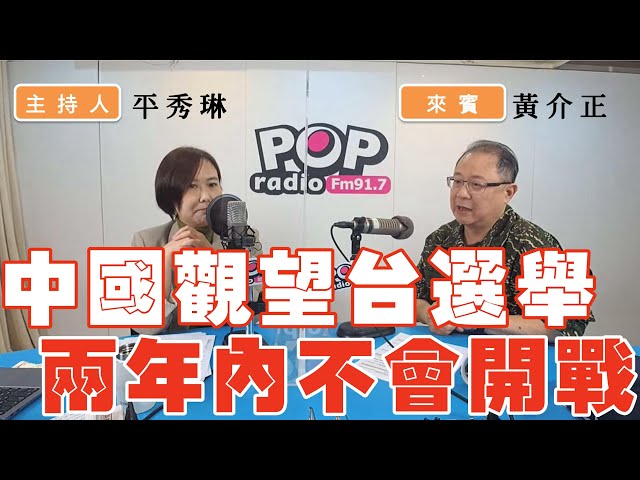 主持人 平秀琳
來賓 黃介正
POP
radio Fm91.7
中國觀望台選舉
兩年內不會開戰